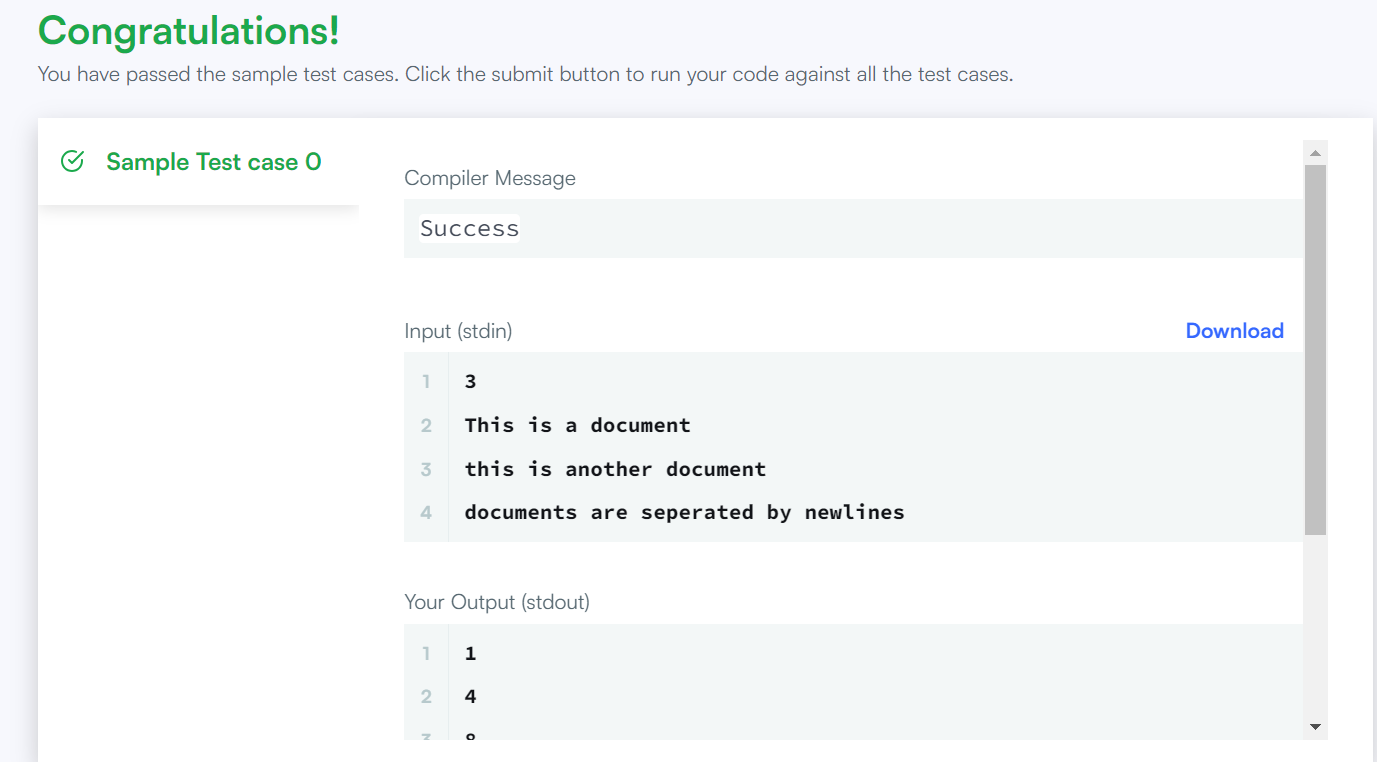 Congratulations!
You have passed the sample test cases. Click the submit button to run your code against all the test cases.
Sample Test case 0
Compiler Message
Success
Input (stdin)
Download
1 3
2 This is a document
3 this is another document
4 documents are seperated by newlines
Your Output (stdout)
1 1
2 4
3 8